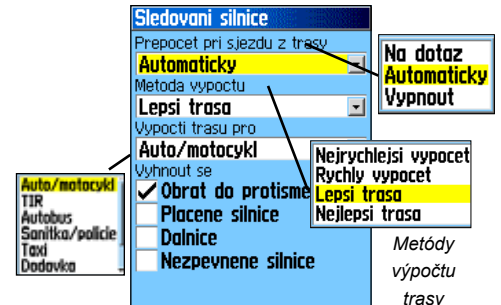 Sledovani silnice
Prepocet pri sjezdu z trasy
Automaticky
Metoda vypoctu
Lepsi trasa
Vypocti trasu pro
Auto/motocykl
Vyhnout se
Obrat do protisme
Placene silnice
Dalnice
Nezpevnene silnice
Na dotaz
Automaticky
Vypnout
Nejrychlejsi vypocet
Rychly vypocet
Lepsi trasa
Nejlepsi trasa
Metódy
výpočtu
trasy
Auto/motocykl
TIR
Autobus
Sanitka/policie
Taxi
Dodavka